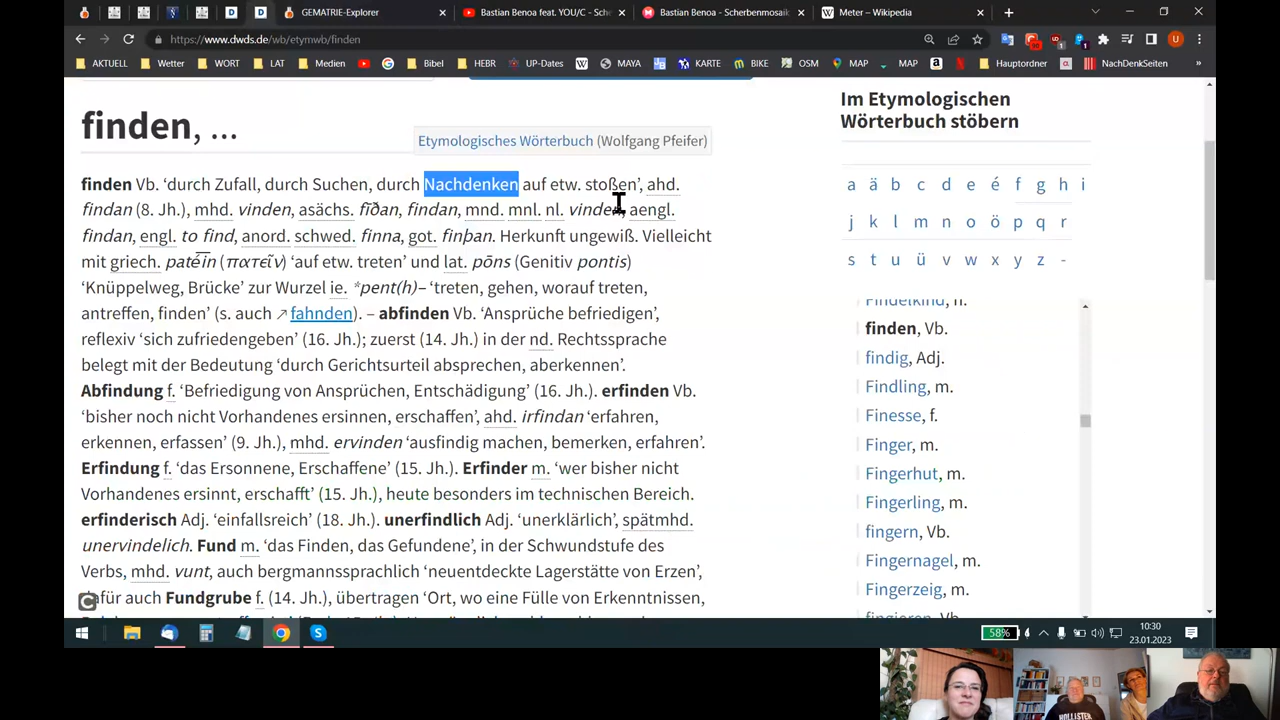 GEMATRIE-Explorer
Bastian Benoa feat. YOU/C - Sch
Bastian Benoa - Scherbenmosaik
Meter – Wikipedia
https://www.dwds.de/wb/etymwb/finden
AKTUELL Wetter WORT LAT Medien Bibel HEBR UP-Dates MAYA KARTE BM OSM MAP MAP Hauptordner NachDenkSeiten
finden, ...
Etymologisches Wörterbuch (Wolfgang Pfeifer)
finden Vb. ‘durch Zufall, durch Suchen, durch Nachdenken auf etw. stoßen’, ahd.
findan (8. Jh.), mhd. vinden, asächs. fīðan, findan, mnd. mnl. nl. vinden, aengl.
findan, engl. to find, anord. schwed. finna, got. finþan. Herkunft ungewiß. Vielleicht
mit griech. patē͞in (πατεῖν) ‘auf etw. treten’ und lat. pōns (Genitiv pontis)
‘Knüppelweg, Brücke’ zur Wurzel ie. *pent(h)– ‘treten, gehen, worauf treten,
antreffen, finden’ (s. auch ↗ fahnden). – abfinden Vb. ‘Ansprüche befriedigen’,
reflexiv ‘sich zufriedengeben’ (16. Jh.); zuerst (14. Jh.) in der nd. Rechtssprache
belegt mit der Bedeutung ‘durch Gerichtsurteil absprechen, aberkennen’.
Abfindung f. ‘Befriedigung von Ansprüchen, Entschädigung’ (16. Jh.). erfinden Vb.
‘bisher noch nicht Vorhandenes ersinnen, erschaffen’, ahd. irfindan ‘erfahren,
erkennen, erfassen’ (9. Jh.), mhd. ervinden ‘ausfindig machen, bemerken, erfahren’.
Erfindung f. ‘das Ersonnene, Erschaffene’ (15. Jh.). Erfinder m. ‘wer bisher nicht
Vorhandenes ersinnt, erschafft’ (15. Jh.), heute besonders im technischen Bereich.
erfinderisch Adj. ‘einfallsreich’ (18. Jh.). unerfindlich Adj. ‘unerklärlich’, spätmhd.
unervindelich. Fund m. ‘das Finden, das Gefundene’, in der Schwundstufe des
Verbs, mhd. vunt, auch bergmannssprachlich ‘neuentdeckte Lagerstätte von Erzen’,
dafür auch Fundgrube f. (14. Jh.), übertragen ‘Ort, wo eine Fülle von Erkenntnissen,
Im Etymologischen
Wörterbuch stöbern
a ä b c d e é f g h i
j k l m n o ö p q r
s t u ü v w x y z -
Findelkind, n.
finden, Vb.
findig, Adj.
Findling, m.
Finesse, f.
Finger, m.
Fingerhut, m.
Fingerling, m.
fingern, Vb.
Fingernagel, m.
Fingerzeig, m.
fingieren, Vb.
58%
10:30
23.01.2023
HOLLISTER